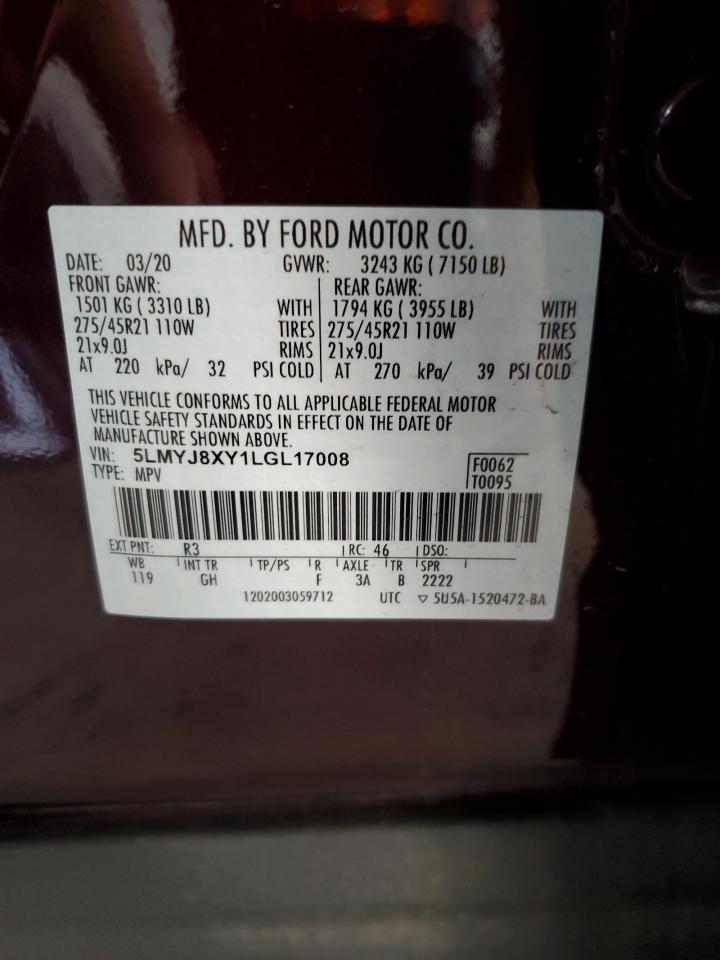 MFD. BY FORD MOTOR CO.
DATE: 03/20 GVWR: 3243 KG ( 7150 LB)
FRONT GAWR: REAR GAWR:
1501 KG ( 3310 LB) WITH 1794 KG ( 3955 LB) WITH
275/45R21 110W TIRES 275/45R21 110W TIRES
21x9.0J RIMS 21x9.0J RIMS
AT 220 kPa/ 32 PSI COLD AT 270 kPa/ 39 PSI COLD
THIS VEHICLE CONFORMS TO ALL APPLICABLE FEDERAL MOTOR
VEHICLE SAFETY STANDARDS IN EFFECT ON THE DATE OF
MANUFACTURE SHOWN ABOVE.
VIN: 5LMYJ8XY1LGL17008 F0062
TYPE: MPV T0095
EXT PNT: R3 RC: 46 DSO:
WB INT TR TP/PS R AXLE TR SPR
119 GH F 3A B 2222
1202003059712 UTC ▽ 5U5A-1520472-BA